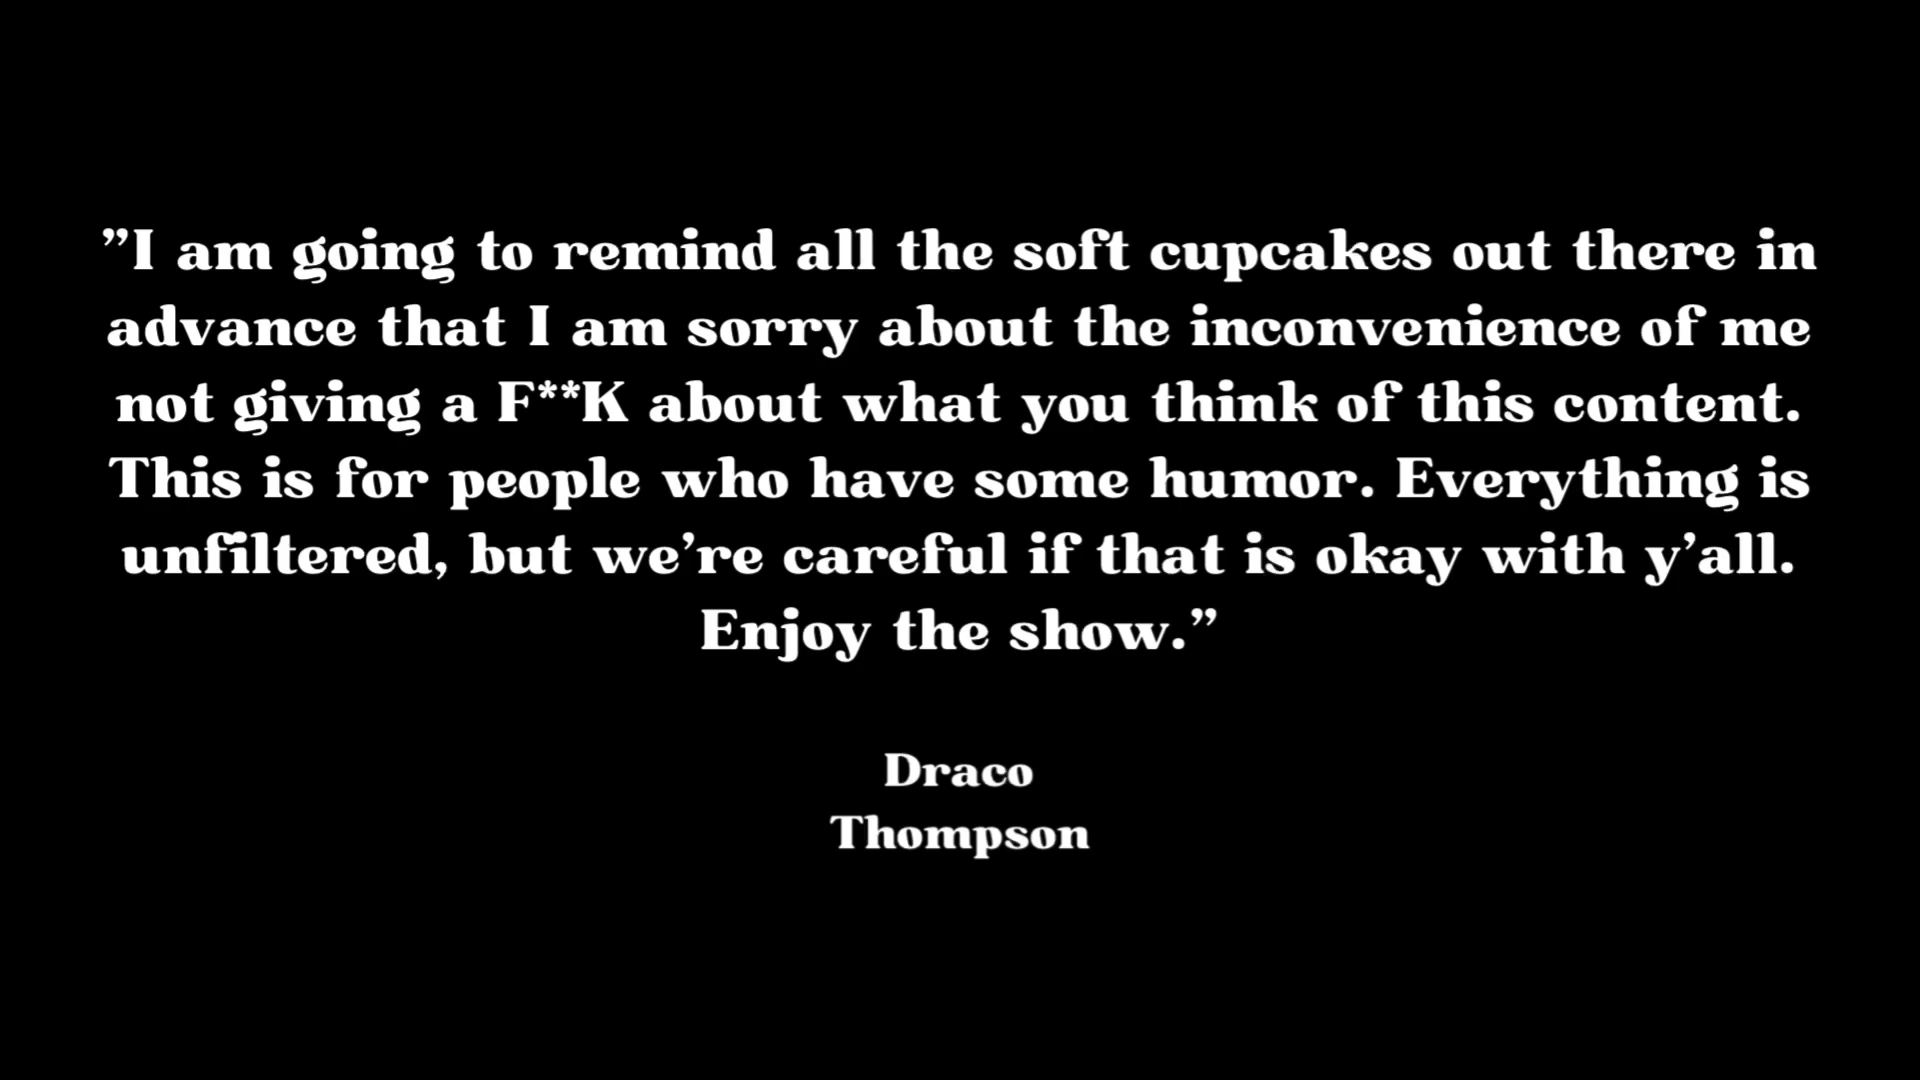 ”I am going to remind all the soft cupcakes out there in
advance that I am sorry about the inconvenience of me
not giving a F**K about what you think of this content.
This is for people who have some humor. Everything is
unfiltered, but we’re careful if that is okay with y’all.
Enjoy the show.”
Draco
Thompson